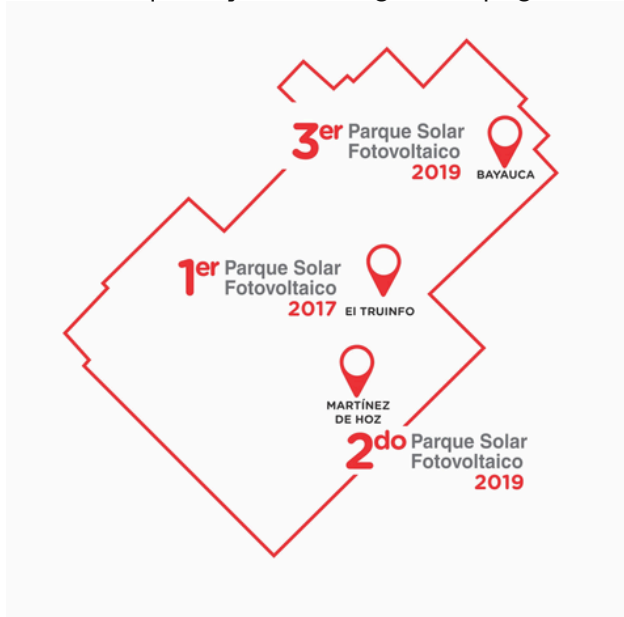 3er Parque Solar
Fotovoltaico
2019
BAYAUCA
1er Parque Solar
Fotovoltaico
2017
El TRUINFO
MARTÍNEZ
DE HOZ
2do Parque Solar
Fotovoltaico
2019